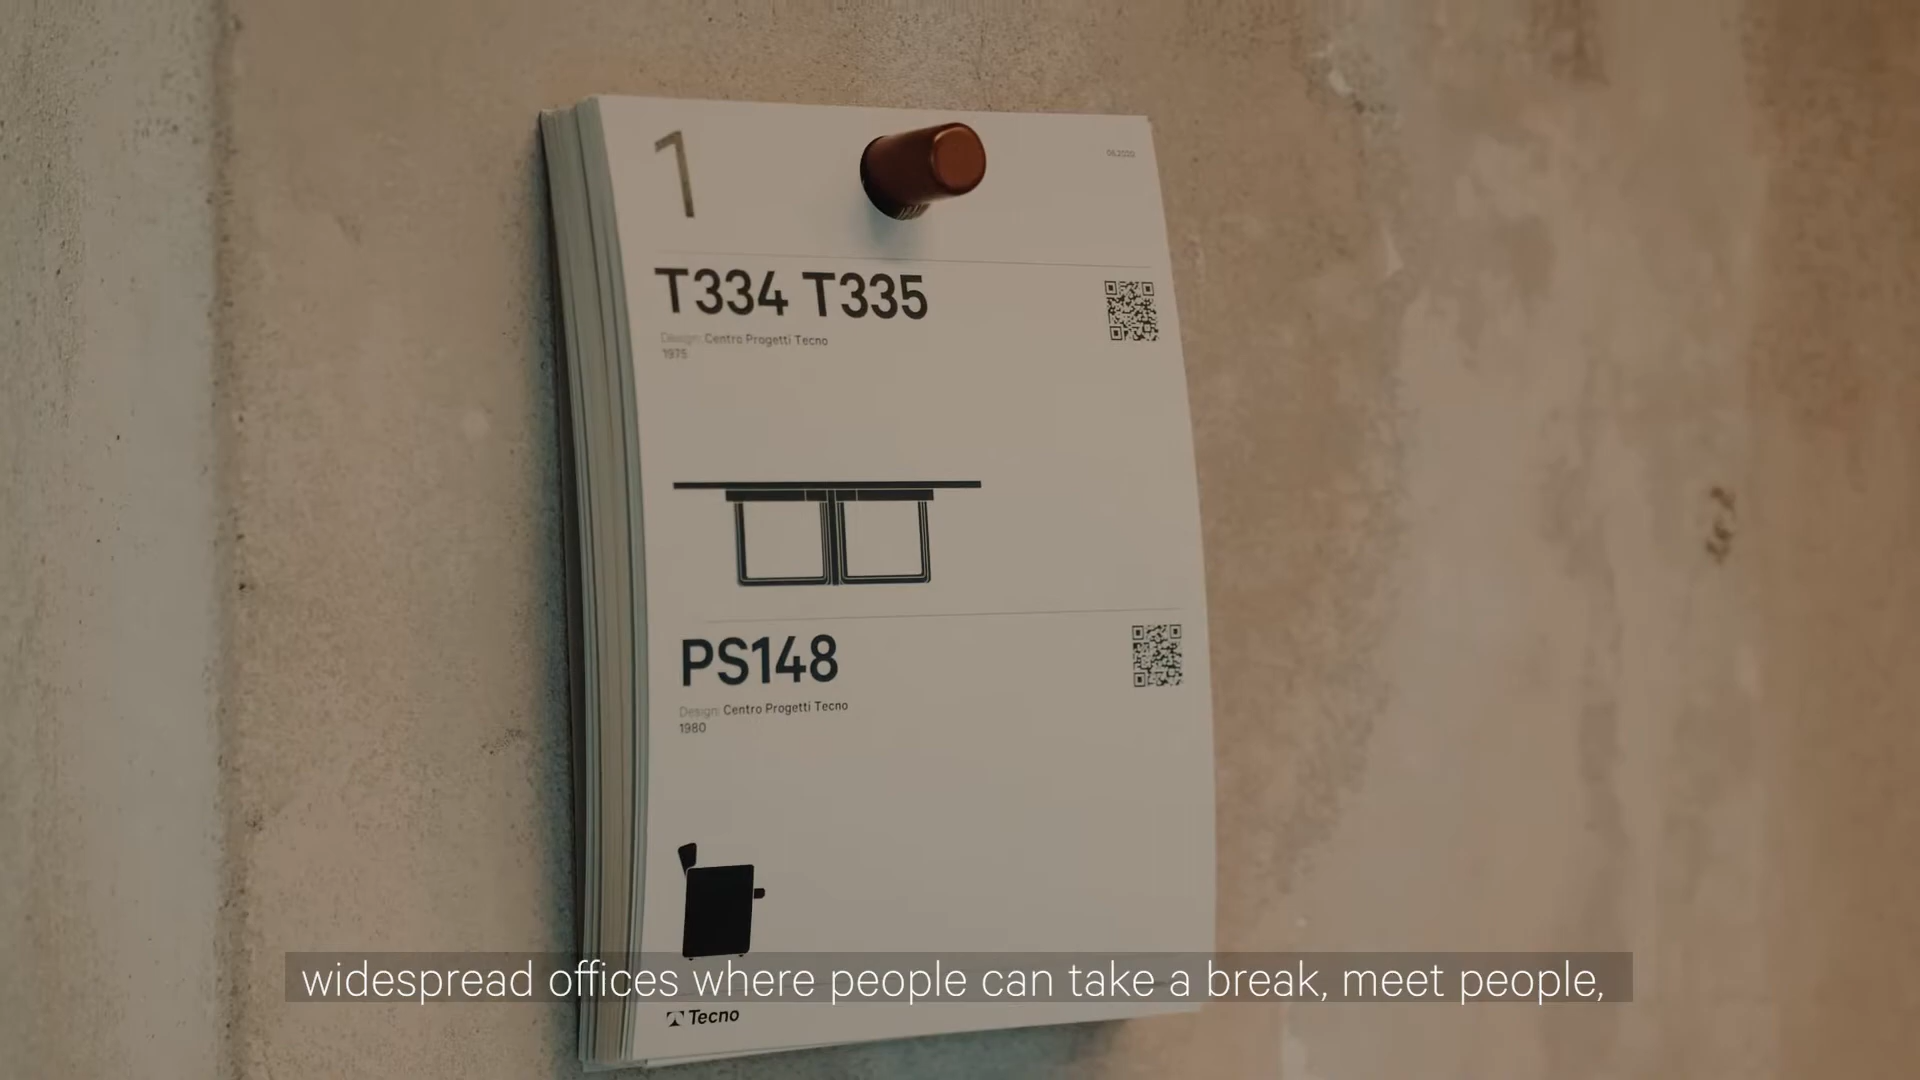 1
06.2020
T334 T335
Design: Centro Progetti Tecno
1975
PS148
Design: Centro Progetti Tecno
1980
widespread offices where people can take a break, meet people,
Tecno